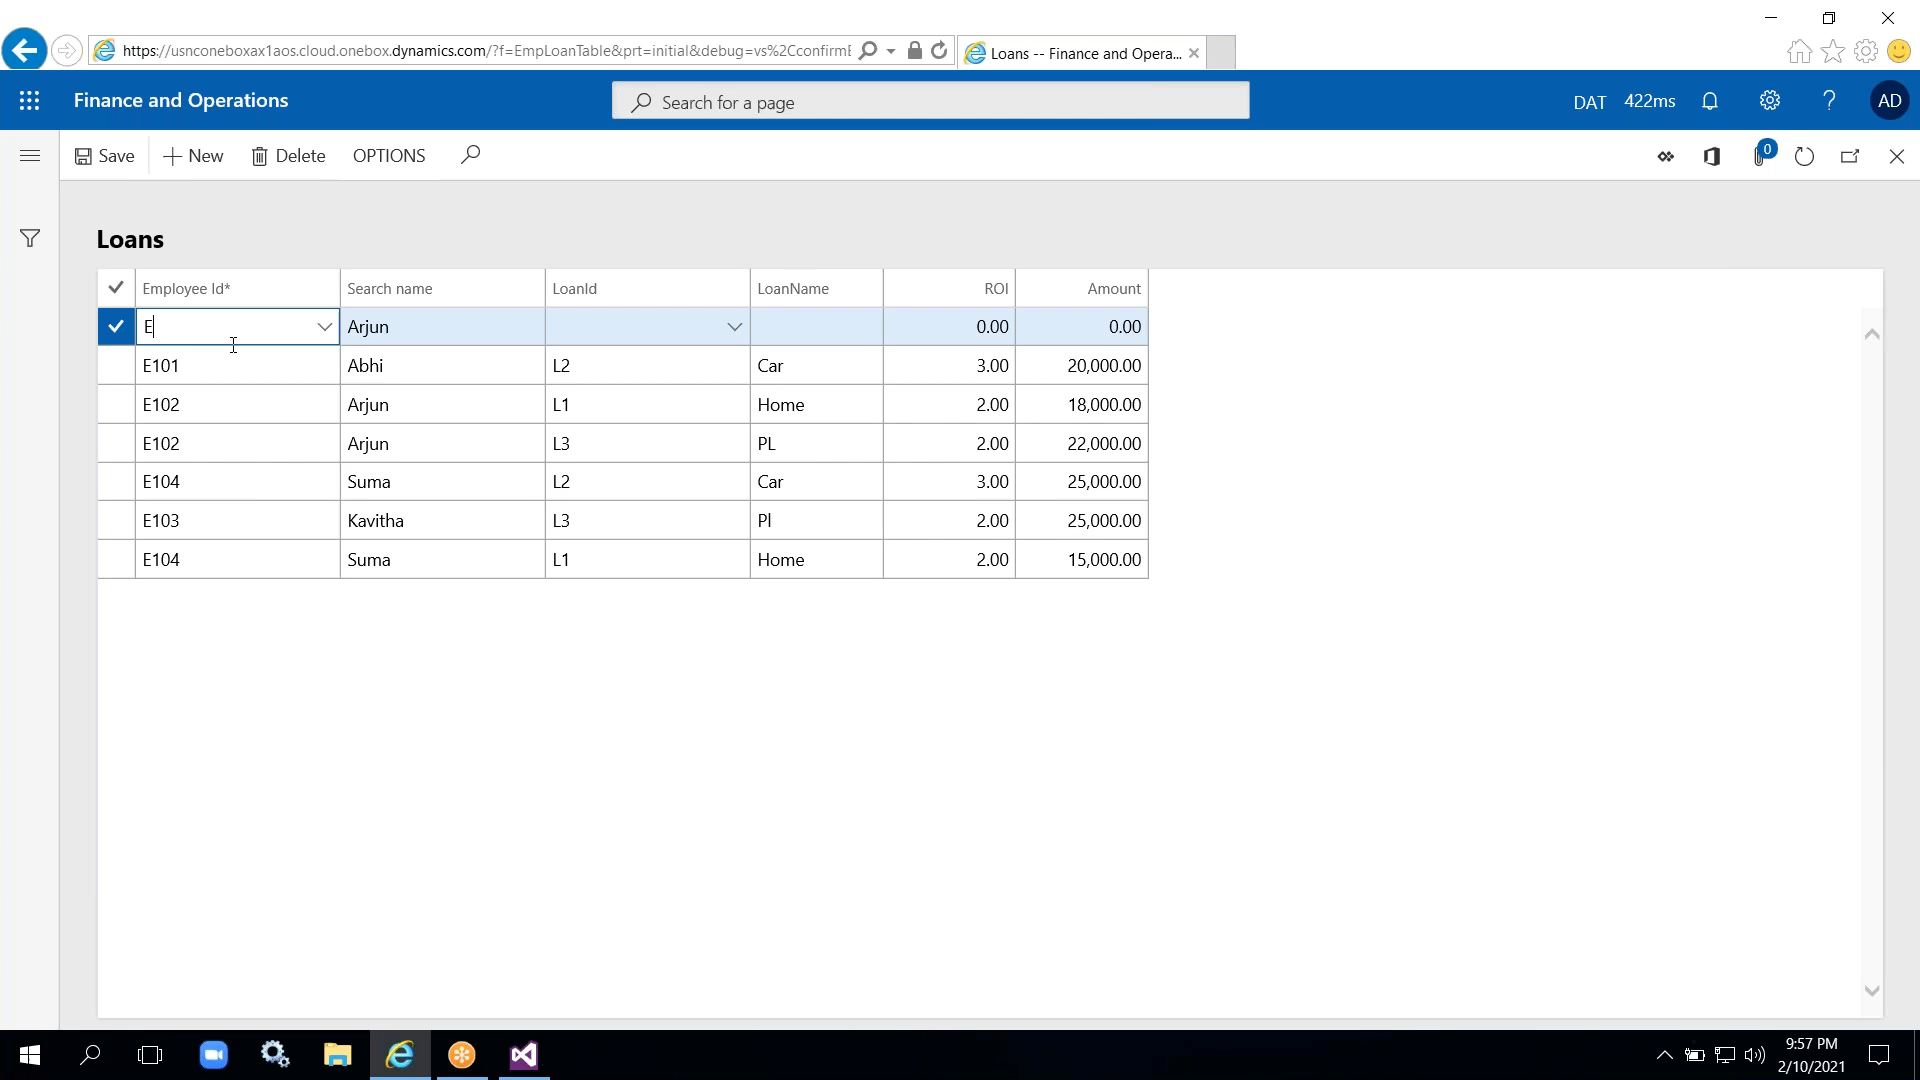 https://usnconeboxax1aos.cloud.onebox.dynamics.com/?f=EmpLoanTable&prt=initial&debug=vs%2CconfirmE
Loans -- Finance and Opera...
Finance and Operations
Search for a page
DAT 422ms
AD
Save New Delete OPTIONS
0
Loans
Employee Id* Search name LoanId LoanName ROI Amount
E Arjun 0.00 0.00
E101 Abhi L2 Car 3.00 20,000.00
E102 Arjun L1 Home 2.00 18,000.00
E102 Arjun L3 PL 2.00 22,000.00
E104 Suma L2 Car 3.00 25,000.00
E103 Kavitha L3 Pl 2.00 25,000.00
E104 Suma L1 Home 2.00 15,000.00
9:57 PM
2/10/2021